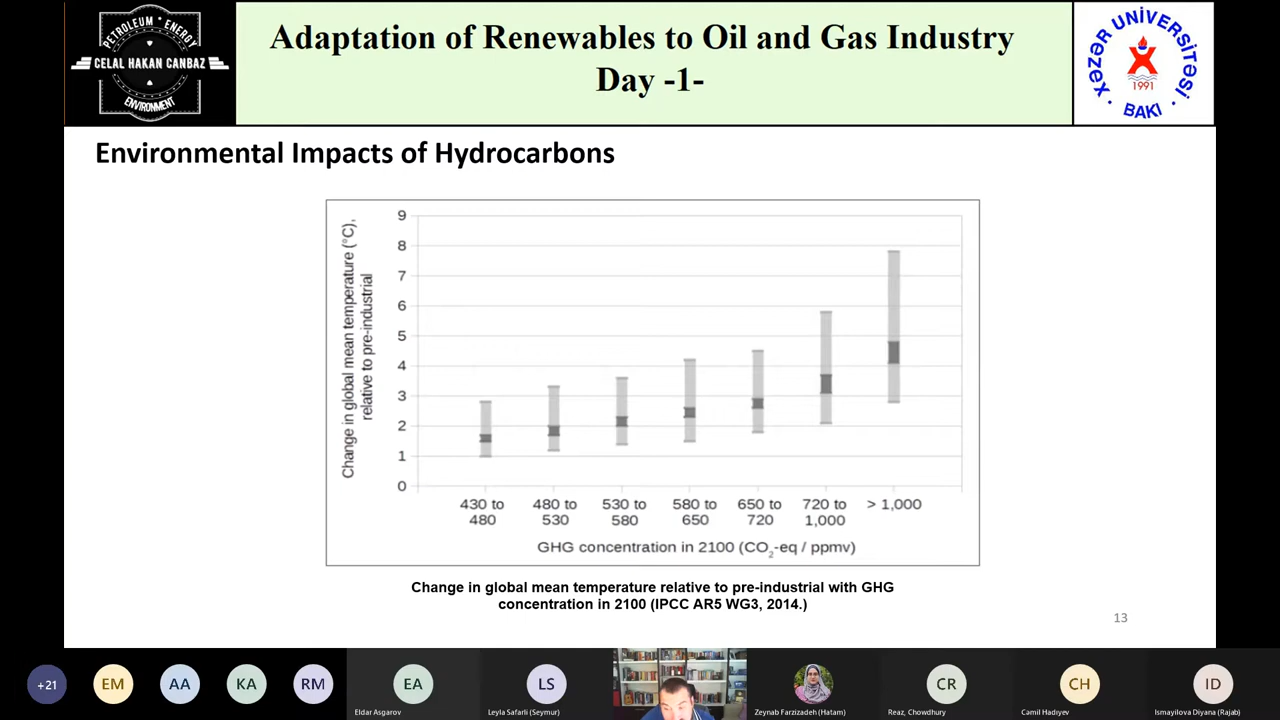 PETROLEUM * ENERGY
CELAL HAKAN CANBAZ
ENVIRONMENT
Adaptation of Renewables to Oil and Gas Industry
Day -1-
XƏZƏR UNİVERSİTƏSİ
1991
· BAKI ·
Environmental Impacts of Hydrocarbons
Change in global mean temperature (°C),
relative to pre-industrial
9
8
7
6
5
4
3
2
1
0
430 to
480
480 to
530
530 to
580
580 to
650
650 to
720
720 to
1,000
> 1,000
GHG concentration in 2100 (CO2-eq / ppmv)
Change in global mean temperature relative to pre-industrial with GHG
concentration in 2100 (IPCC AR5 WG3, 2014.)
13
+21
EM
AA
KA
RM
EA
Eldar Asgarov
LS
Leyla Safarli (Seymur)
Zeynab Farzizadeh (Hatam)
CR
Reaz, Chowdhury
CH
Cəmil Hadıyev
ID
Ismayilova Diyana (Rajab)